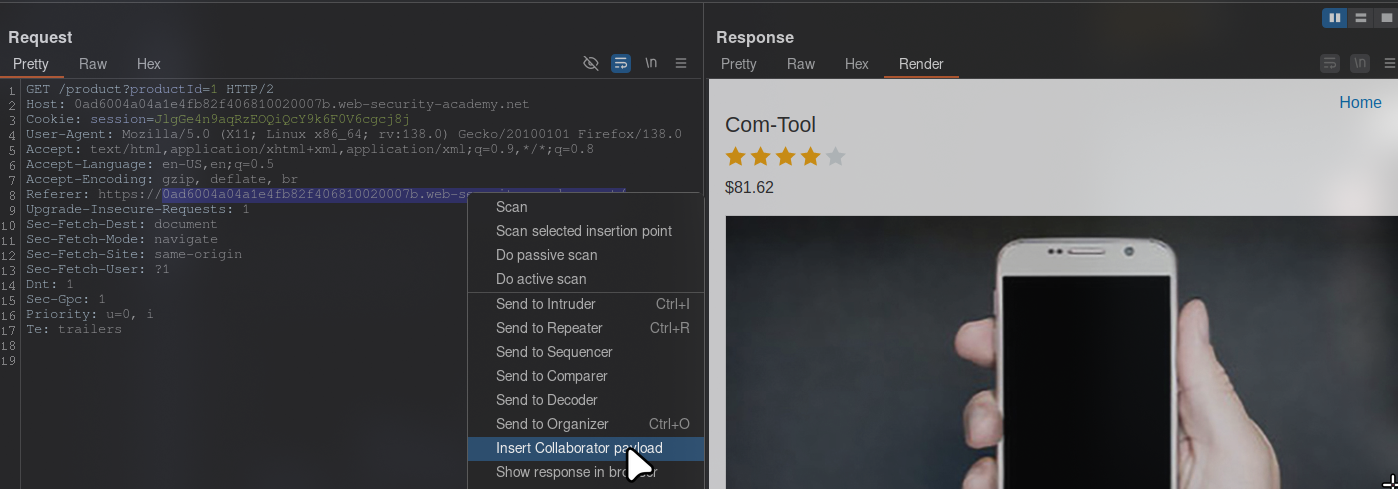 Request
Pretty Raw Hex
\n
1 GET /product?productId=1 HTTP/2
2 Host: 0ad6004a04a1e4fb82f406810020007b.web-security-academy.net
3 Cookie: session=JlgGe4n9aqRzEOQiQcY9k6F0V6cgcj8j
4 User-Agent: Mozilla/5.0 (X11; Linux x86_64; rv:138.0) Gecko/20100101 Firefox/138.0
5 Accept: text/html,application/xhtml+xml,application/xml;q=0.9,*/*;q=0.8
6 Accept-Language: en-US,en;q=0.5
7 Accept-Encoding: gzip, deflate, br
8 Referer: https://0ad6004a04a1e4fb82f406810020007b.web-se
9 Upgrade-Insecure-Requests: 1
10 Sec-Fetch-Dest: document
11 Sec-Fetch-Mode: navigate
12 Sec-Fetch-Site: same-origin
13 Sec-Fetch-User: ?1
14 Dnt: 1
15 Sec-Gpc: 1
16 Priority: u=0, i
17 Te: trailers
18
19
Scan
Scan selected insertion point
Do passive scan
Do active scan
Send to Intruder Ctrl+I
Send to Repeater Ctrl+R
Send to Sequencer
Send to Comparer
Send to Decoder
Send to Organizer Ctrl+O
Insert Collaborator payload
Show response in browser
Response
Pretty Raw Hex Render
\n
Home
Com-Tool
$81.62